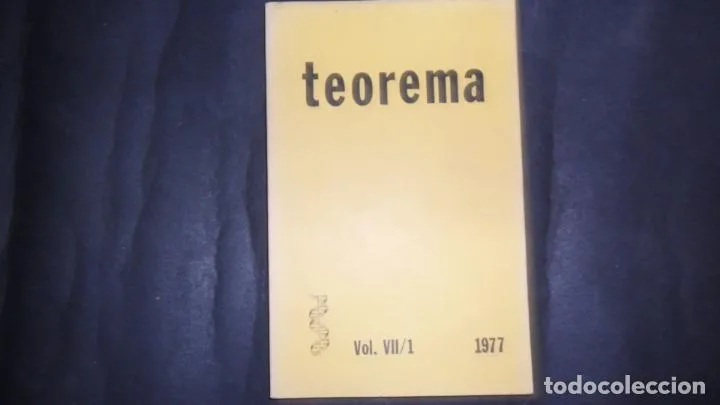 teorema
Vol. VII/1 1977
todocoleccion